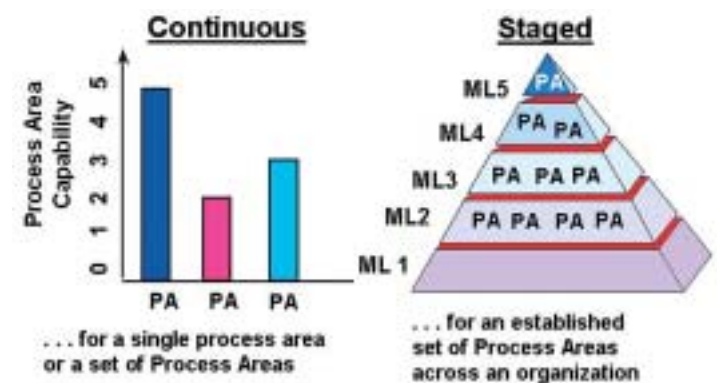 Continuous
Process Area
Capability
5
4
3
2
1
0
PA PA PA
. . . for a single process area
or a set of Process Areas
Staged
ML5 PA
ML4 PA PA
ML3 PA PA PA
ML2 PA PA PA PA
ML 1
. . . for an established
set of Process Areas
across an organization